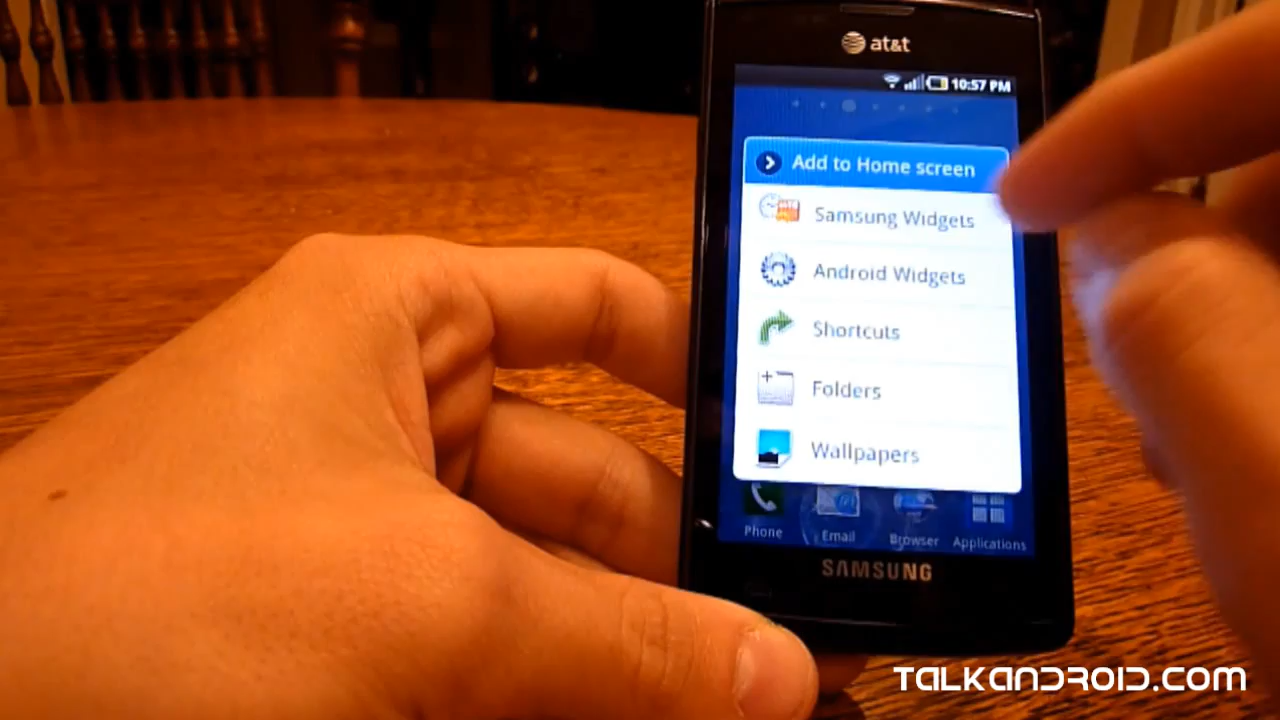 at&t
10:57 PM
Add to Home screen
Samsung Widgets
Android Widgets
Shortcuts
Folders
Wallpapers
Phone Email Browser Applications
SAMSUNG
TALKANDROID.COM